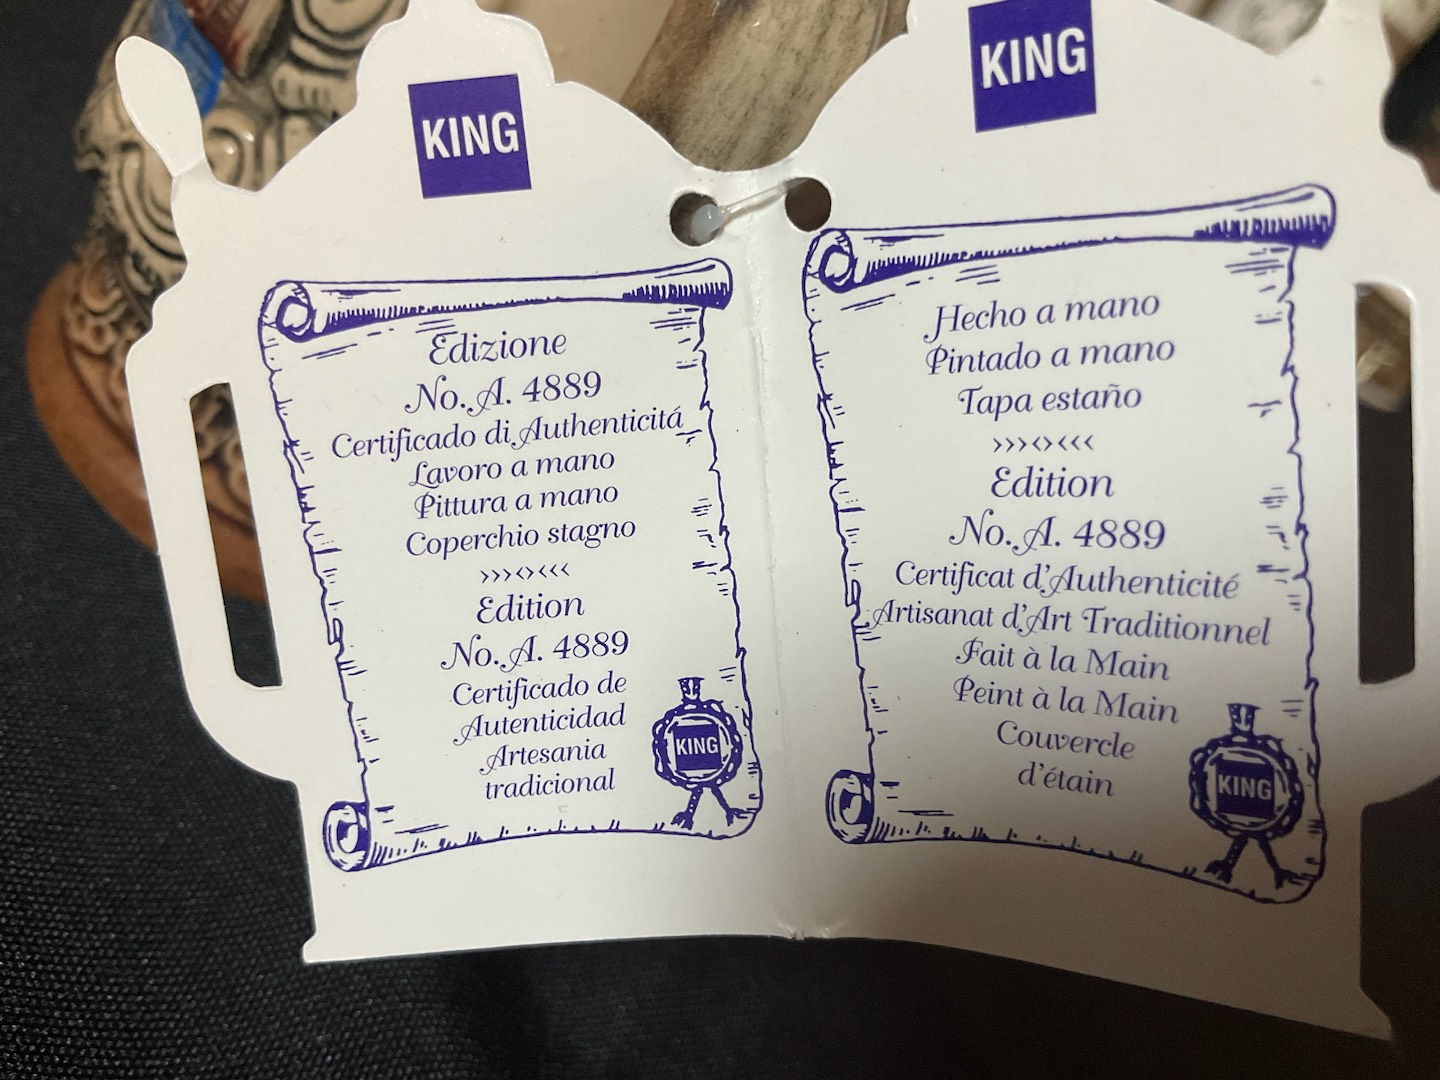 KING
Edizione
No. A. 4889
Certificado di Authenticitá
Lavoro a mano
Pittura a mano
Coperchio stagno
›››‹›‹‹‹
Edition
No. A. 4889
Certificado de
Autenticidad
Artesania
tradicional
KING
KING
Hecho a mano
Pintado a mano
Tapa estaño
›››‹›‹‹‹
Edition
No. A. 4889
Certificat d'Authenticité
Artisanat d'Art Traditionnel
Fait à la Main
Peint à la Main
Couvercle
d'étain
KING